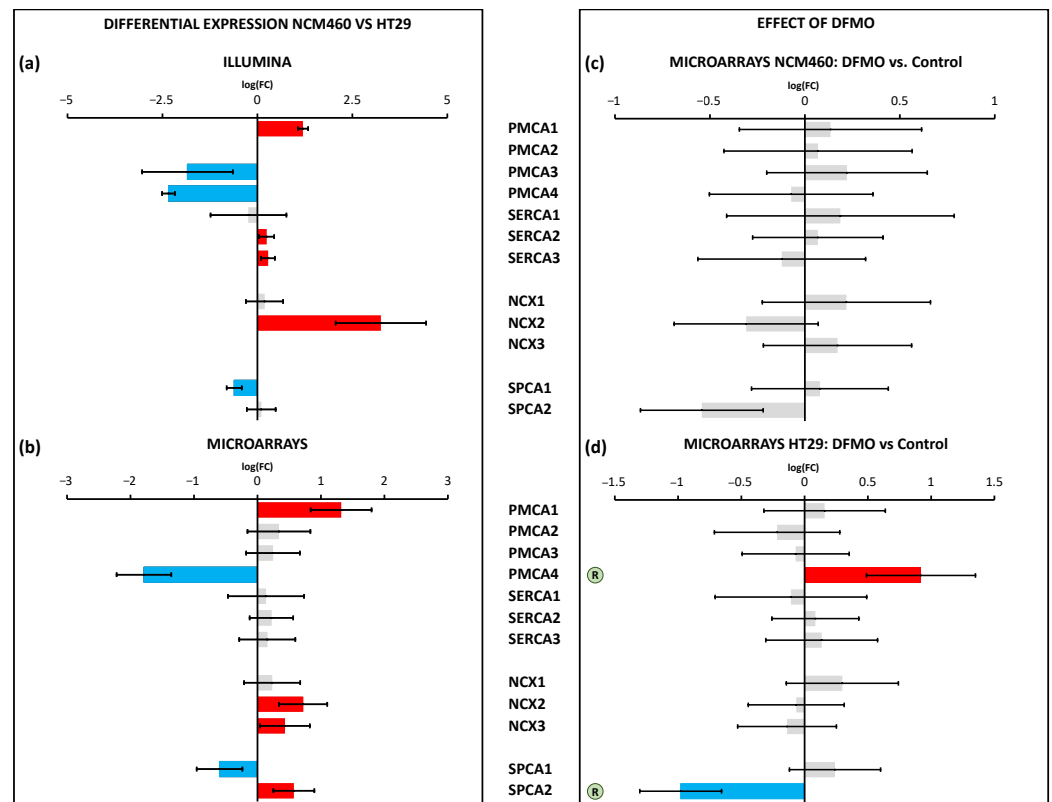 DIFFERENTIAL EXPRESSION NCM460 VS HT29
EFFECT OF DFMO
(a)
ILLUMINA
log(FC)
−5 −2.5 0 2.5 5
(c)
MICROARRAYS NCM460: DFMO vs. Control
log(FC)
−1 −0.5 0 0.5 1
PMCA1
PMCA2
PMCA3
PMCA4
SERCA1
SERCA2
SERCA3
NCX1
NCX2
NCX3
SPCA1
SPCA2
(b)
MICROARRAYS
log(FC)
−3 −2 −1 0 1 2 3
(d)
MICROARRAYS HT29: DFMO vs Control
log(FC)
−1.5 −1 −0.5 0 0.5 1 1.5
PMCA1
PMCA2
PMCA3
PMCA4 R
SERCA1
SERCA2
SERCA3
NCX1
NCX2
NCX3
SPCA1
SPCA2 R